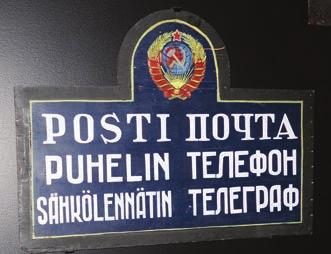 POSTI ПОЧТА
PUHELIN ТЕЛЕФОН
SÄHKÖLENNÄTIN ТЕЛЕГРАФ